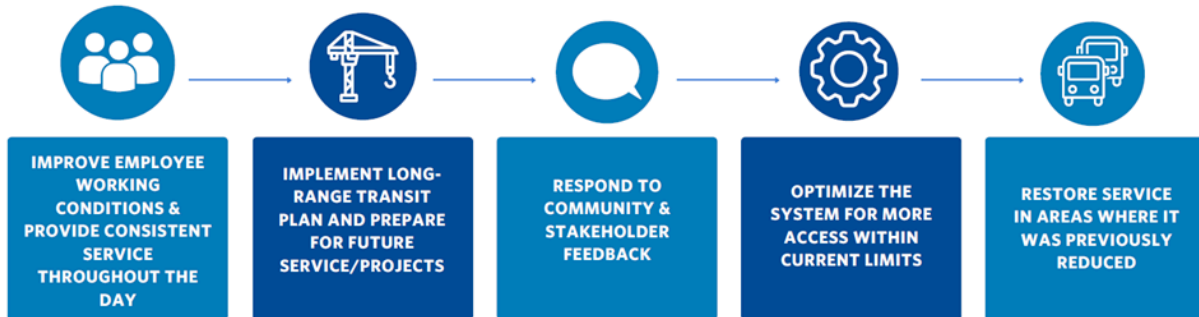 IMPROVE EMPLOYEE
WORKING
CONDITIONS &
PROVIDE CONSISTENT
SERVICE
THROUGHOUT THE
DAY
IMPLEMENT LONG-
RANGE TRANSIT
PLAN AND PREPARE
FOR FUTURE
SERVICE/PROJECTS
RESPOND TO
COMMUNITY &
STAKEHOLDER
FEEDBACK
OPTIMIZE THE
SYSTEM FOR MORE
ACCESS WITHIN
CURRENT LIMITS
RESTORE SERVICE
IN AREAS WHERE IT
WAS PREVIOUSLY
REDUCED